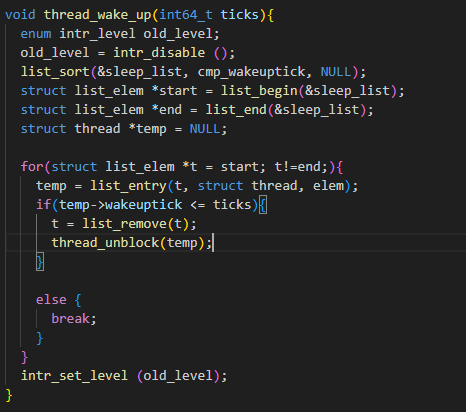 void thread_wake_up(int64_t ticks){
enum intr_level old_level;
old_level = intr_disable ();
list_sort(&sleep_list, cmp_wakeuptick, NULL);
struct list_elem *start = list_begin(&sleep_list);
struct list_elem *end = list_end(&sleep_list);
struct thread *temp = NULL;
for(struct list_elem *t = start; t!=end;){
temp = list_entry(t, struct thread, elem);
if(temp->wakeuptick <= ticks){
t = list_remove(t);
thread_unblock(temp);
}
else {
break;
}
}
intr_set_level (old_level);
}